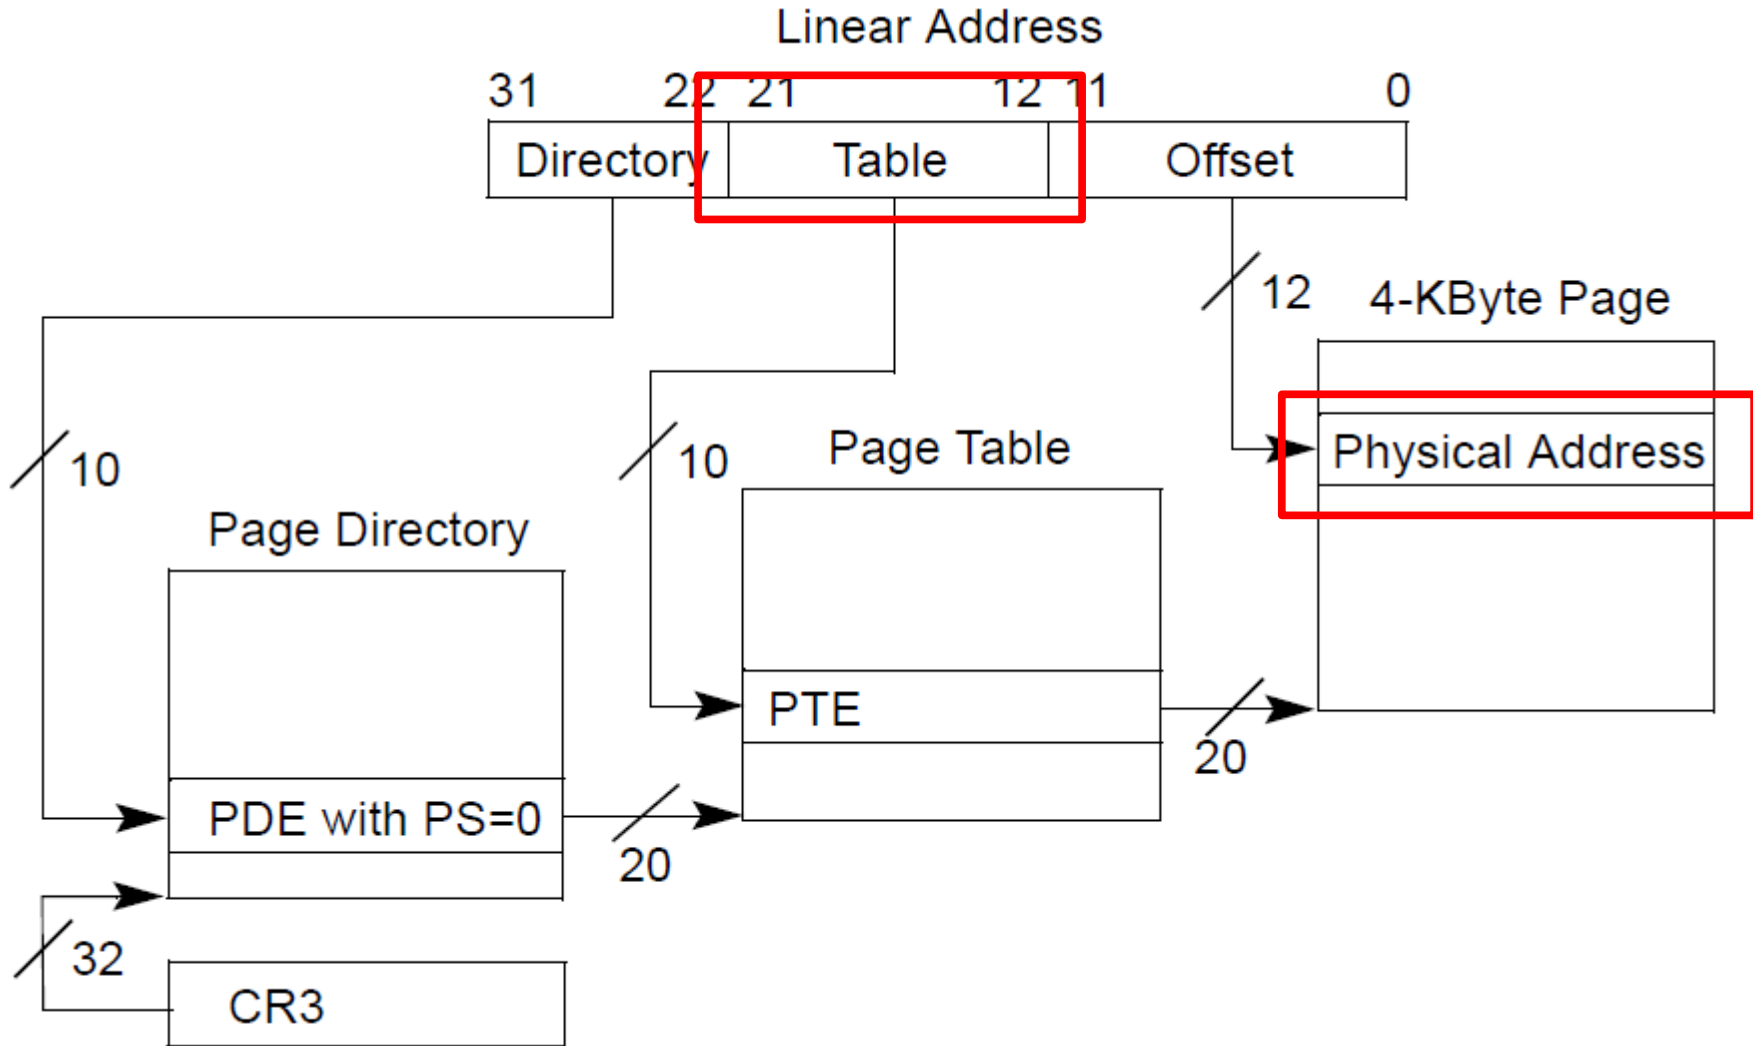 Linear Address
31 22 21 12 11 0
Directory Table Offset
12
4-KByte Page
Physical Address
10
10
Page Table
Page Directory
PTE
20
PDE with PS=0
20
32
CR3